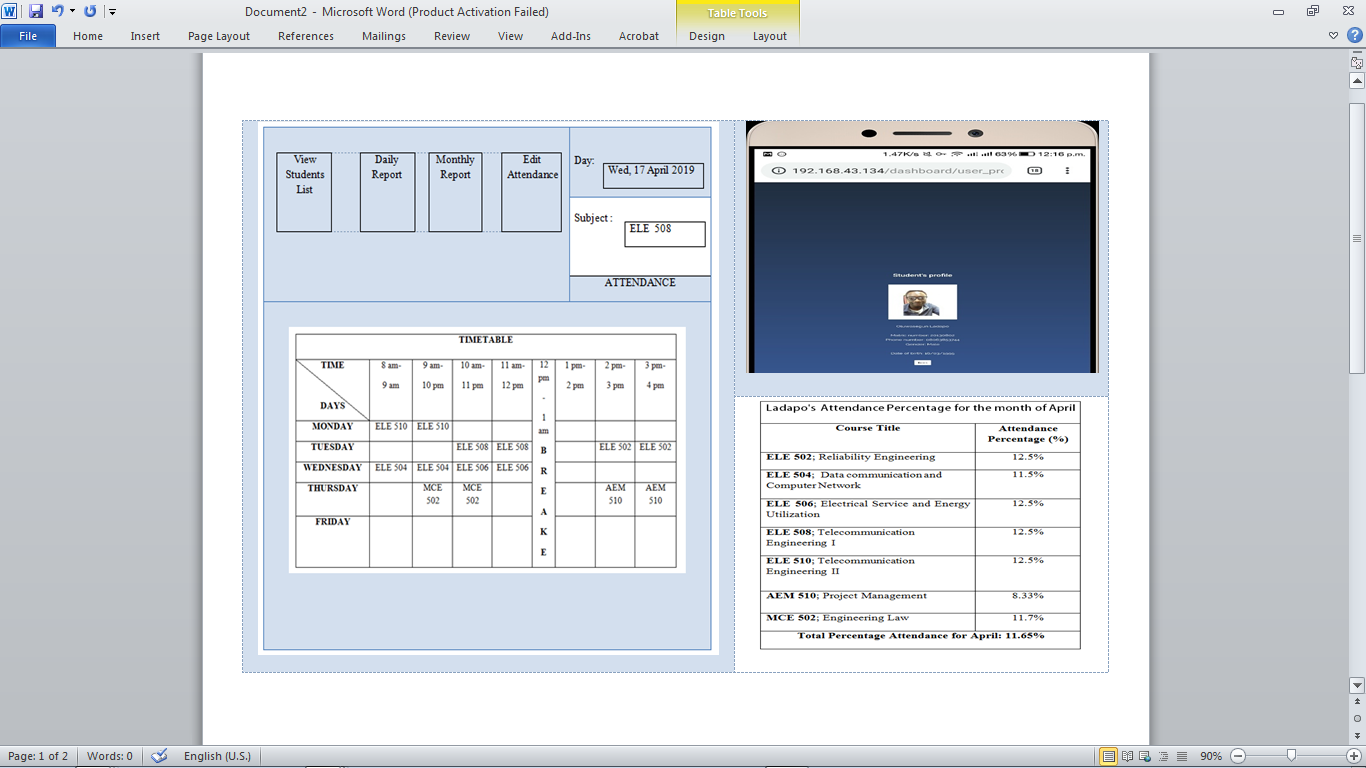 Document2 - Microsoft Word (Product Activation Failed)
Table Tools
File Home Insert Page Layout References Mailings Review View Add-Ins Acrobat Design Layout
View Students List
Daily Report
Monthly Report
Edit Attendance
Day:
Wed, 17 April 2019
Subject :
ELE 508
ATTENDANCE
TIMETABLE
TIME
DAYS
8 am-
9 am
9 am-
10 pm
10 am-
11 pm
11 am-
12 pm
12
pm
-
1
am
1 pm-
2 pm
2 pm-
3 pm
3 pm-
4 pm
B
R
E
A
K
E
MONDAY ELE 510 ELE 510
TUESDAY ELE 508 ELE 508 ELE 502 ELE 502
WEDNESDAY ELE 504 ELE 504 ELE 506 ELE 506
THURSDAY MCE 502 MCE 502 AEM 510 AEM 510
FRIDAY
1.47K/s 63% 12:16 p.m.
192.168.43.134/dashboard/user_pro
18
Student's profile
Ladapo's Attendance Percentage for the month of April
Course Title
Attendance
Percentage (%)
ELE 502; Reliability Engineering 12.5%
ELE 504; Data communication and 11.5%
Computer Network
ELE 506; Electrical Service and Energy 12.5%
Utilization
ELE 508; Telecommunication 12.5%
Engineering I
ELE 510; Telecommunication 12.5%
Engineering II
AEM 510; Project Management 8.33%
MCE 502; Engineering Law 11.7%
Total Percentage Attendance for April: 11.65%
Page: 1 of 2 Words: 0 English (U.S.) 90%